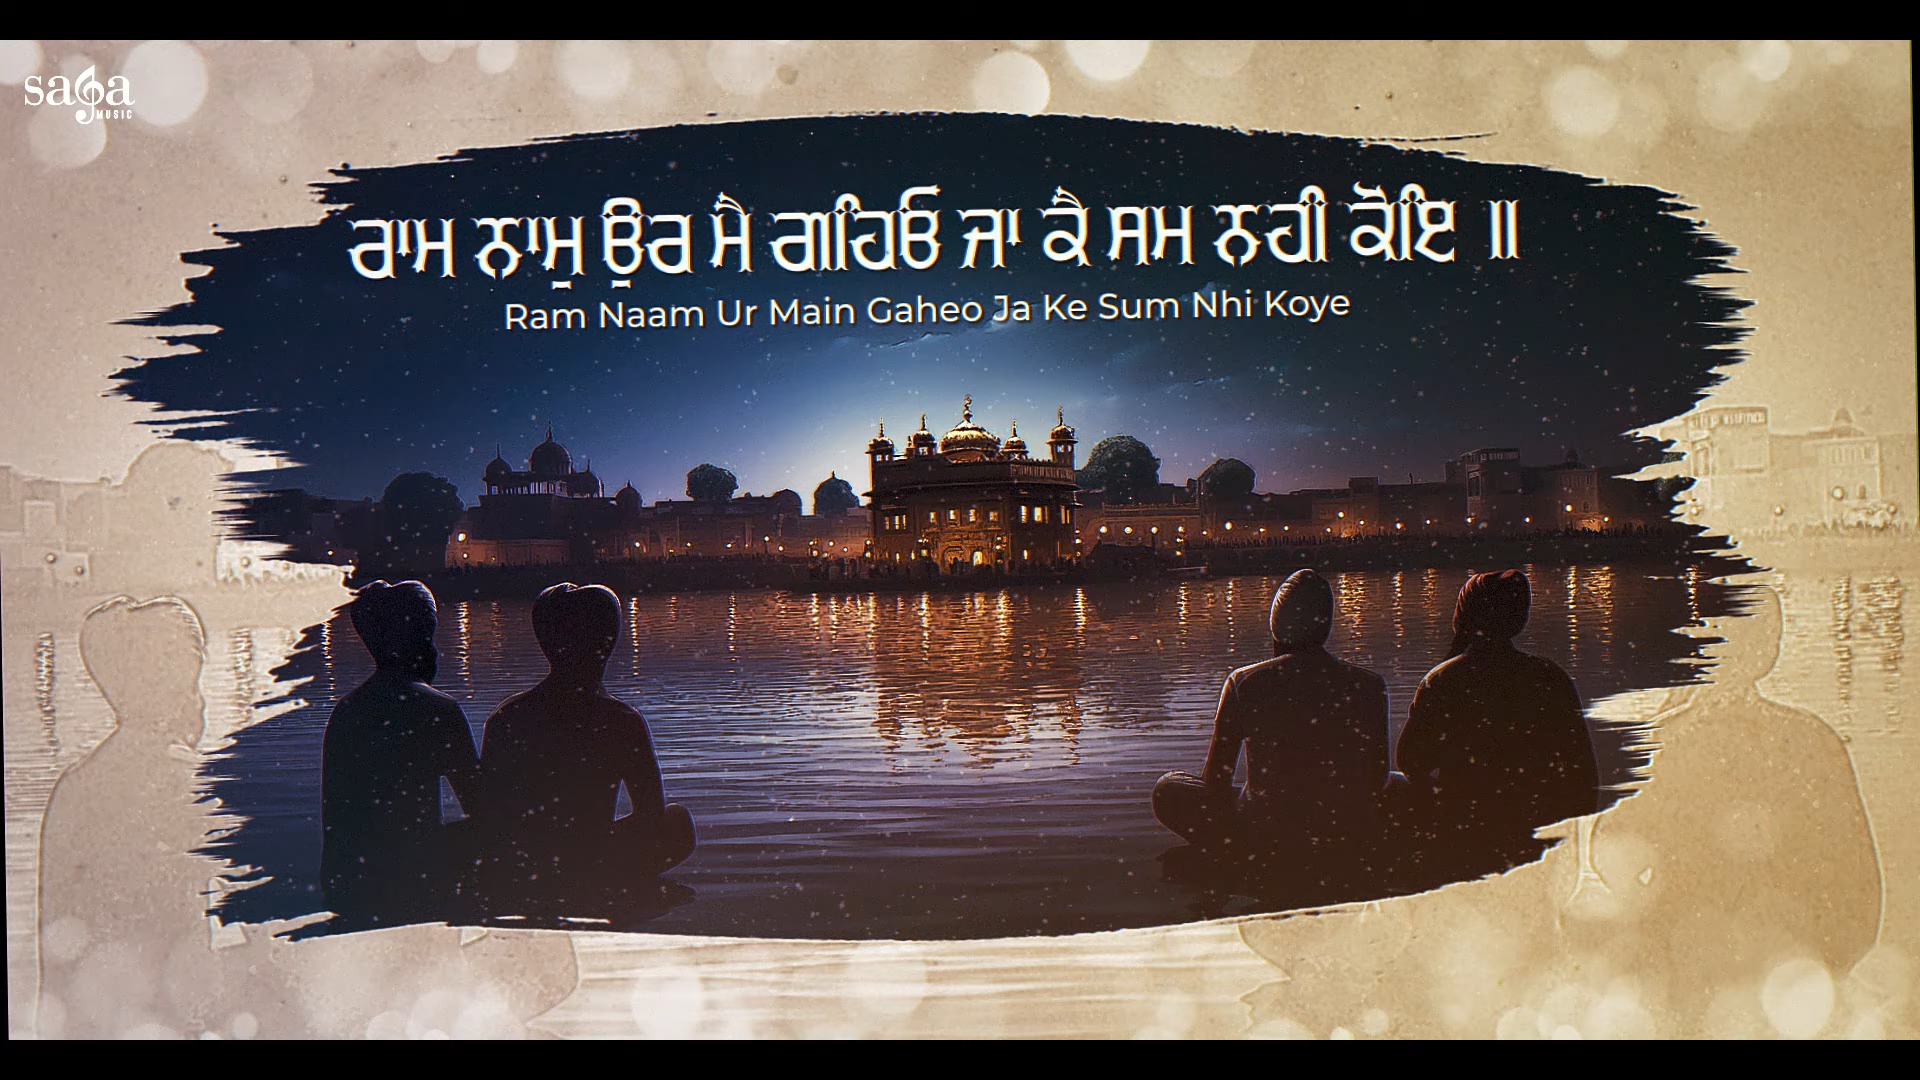 saga
MUSIC
ਰਾਮ ਨਾਮੁ ਉਰ ਮੈ ਗਹਿਓ ਜਾ ਕੈ ਸਮ ਨਹੀ ਕੋਇ ॥
Ram Naam Ur Main Gaheo Ja Ke Sum Nhi Koye